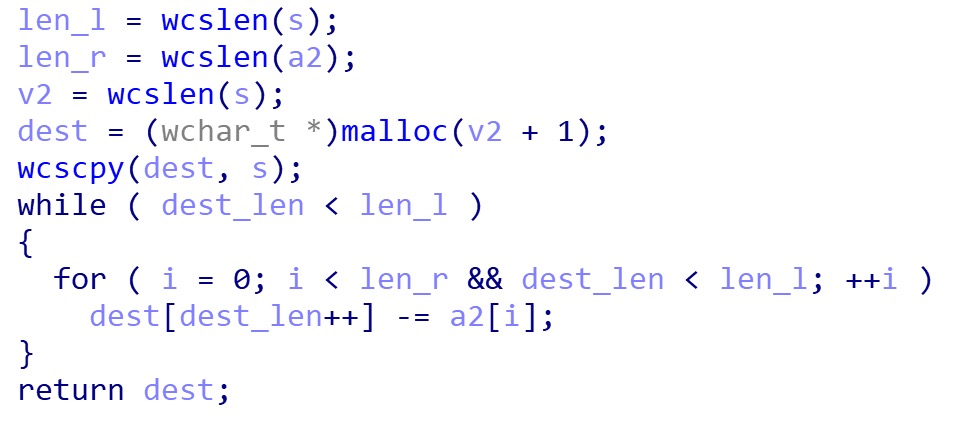 len_l = wcslen(s);
len_r = wcslen(a2);
v2 = wcslen(s);
dest = (wchar_t *)malloc(v2 + 1);
wcscpy(dest, s);
while ( dest_len < len_l )
{
  for ( i = 0; i < len_r && dest_len < len_l; ++i )
    dest[dest_len++] -= a2[i];
}
return dest;